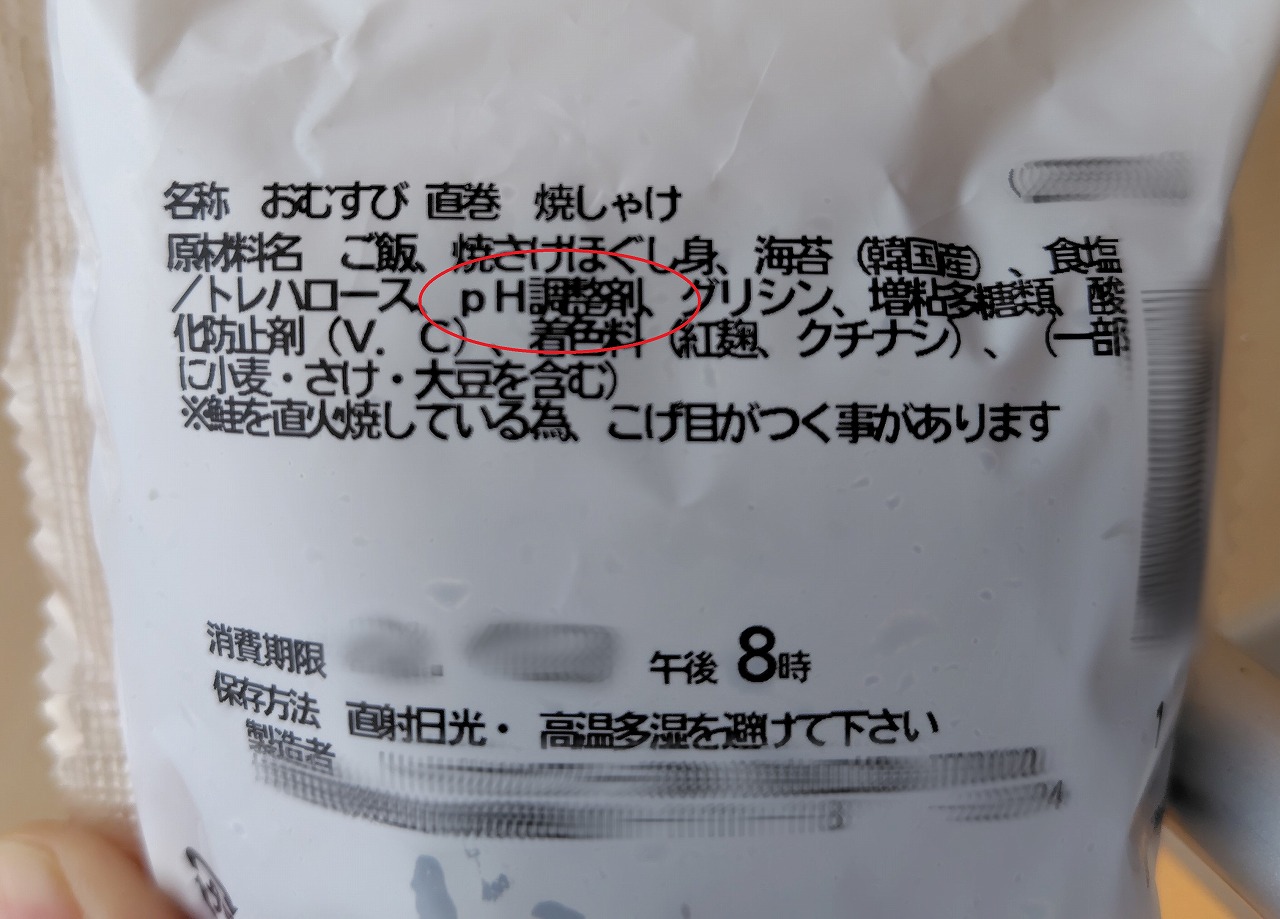 名称 おむすび 直巻 焼しゃけ
原材料名 ご飯、焼さけほぐし身、海苔(韓国産)、食塩
/トレハロース、pH調整剤、グリシン、増粘多糖類、酸
化防止剤(V.C)、着色料(紅麹、クチナシ)、(一部
に小麦・さけ・大豆を含む)
※鮭を直火焼している為、こげ目がつく事があります
消費期限 午後 8時
保存方法 直射日光・高温多湿を避けて下さい
製造者